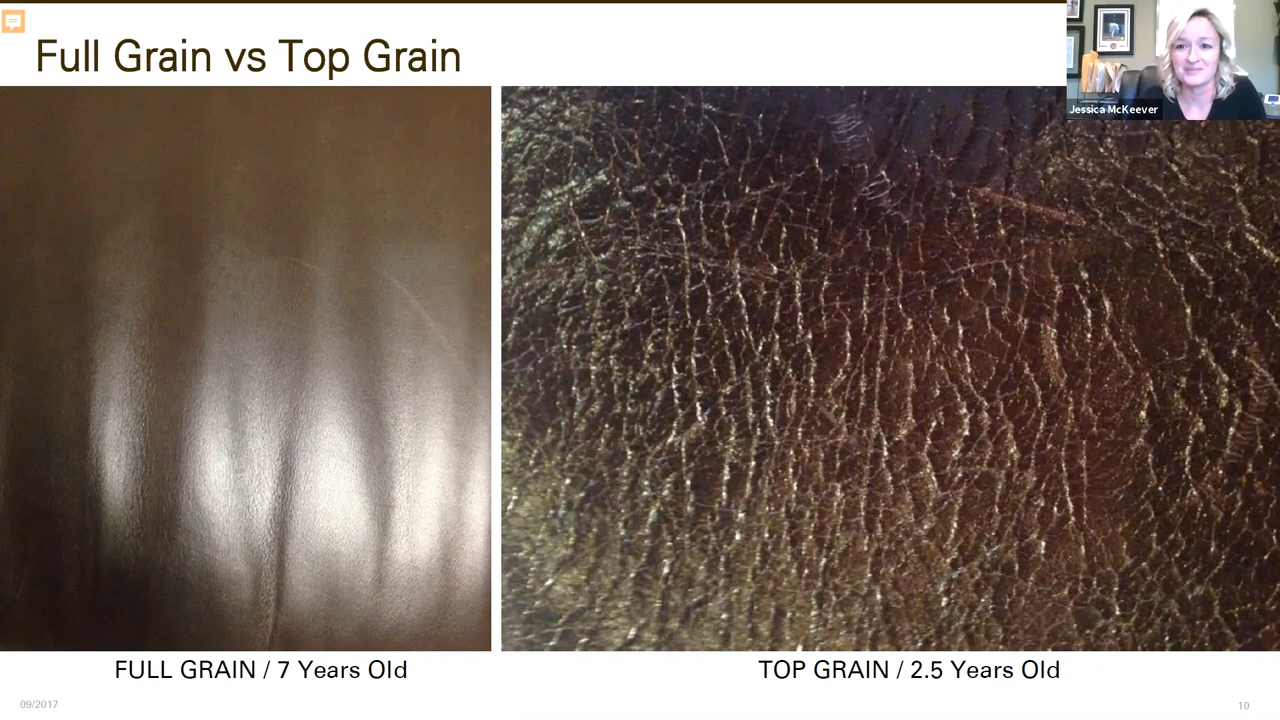 Full Grain vs Top Grain
Jessica McKeever
FULL GRAIN / 7 Years Old
TOP GRAIN / 2.5 Years Old
09/2017
10